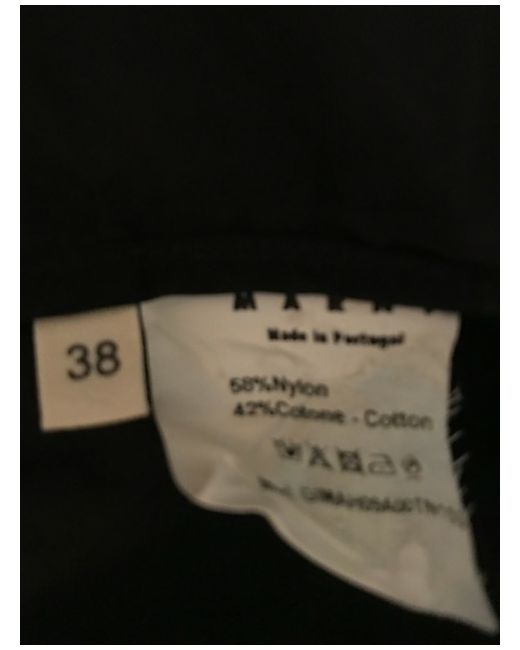 MARNI
Made in Portugal
38
58%Nylon
42%Cotone - Cotton